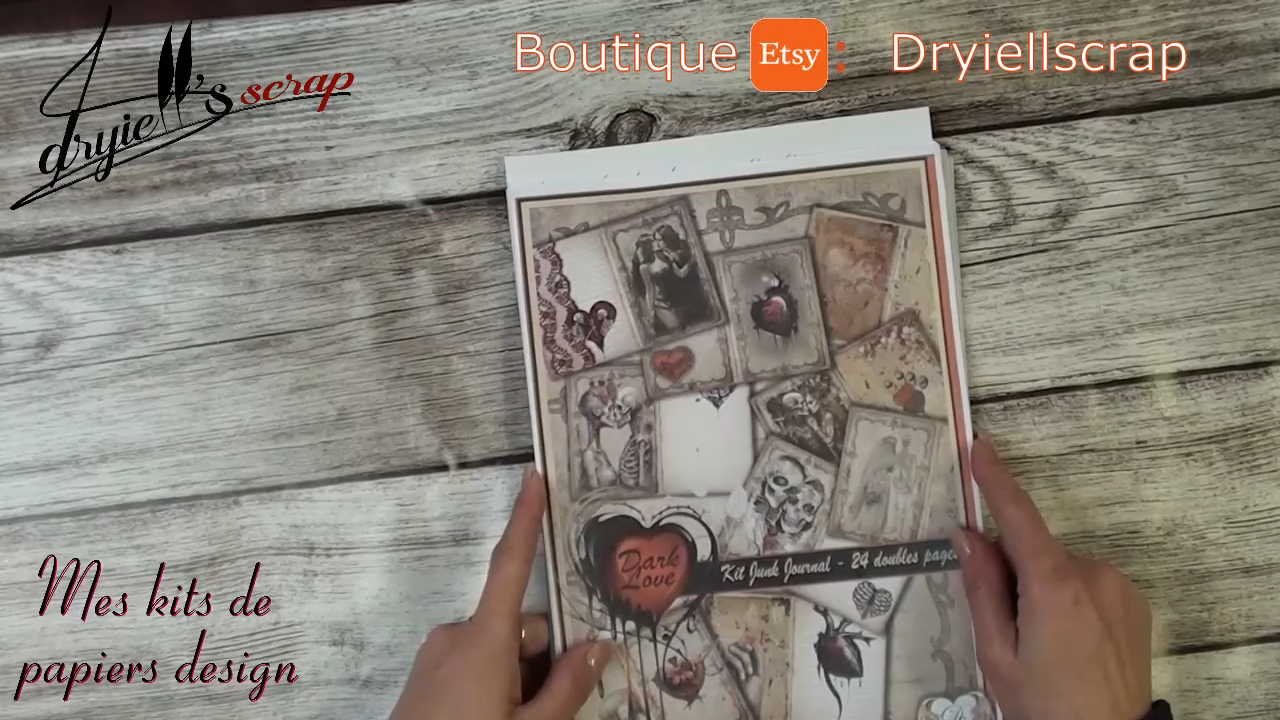 dryiell's scrap
Boutique Etsy : Dryiellscrap
Dark
Love
Kit Junk Journal - 24 doubles pages
Mes kits de
papiers design